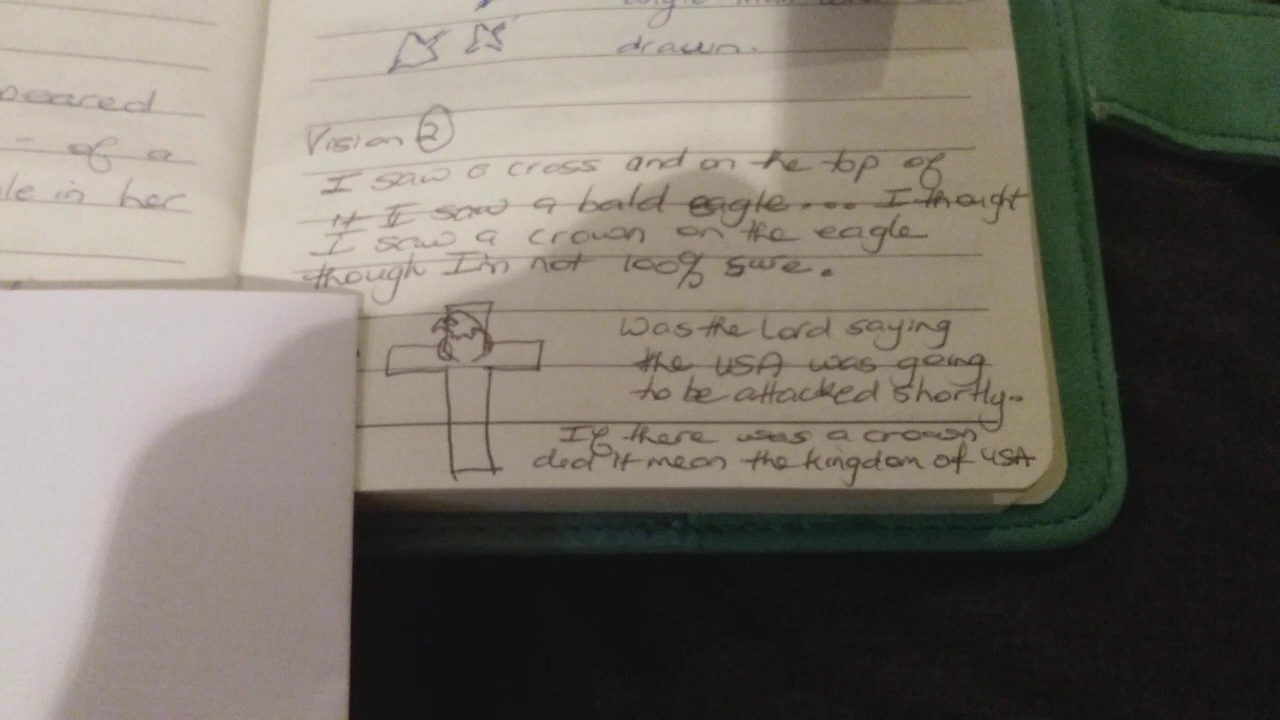 peared
- of a
le in her
angle man
drawn.
Vision ②
I saw a cross and on the top of
it I saw a bald eagle.... I thought
I saw a crown on the eagle
though I'm not 100% sure.
Was the Lord saying
the USA was going
to be attacked shortly..
If there was a crown
did it mean the kingdom of USA